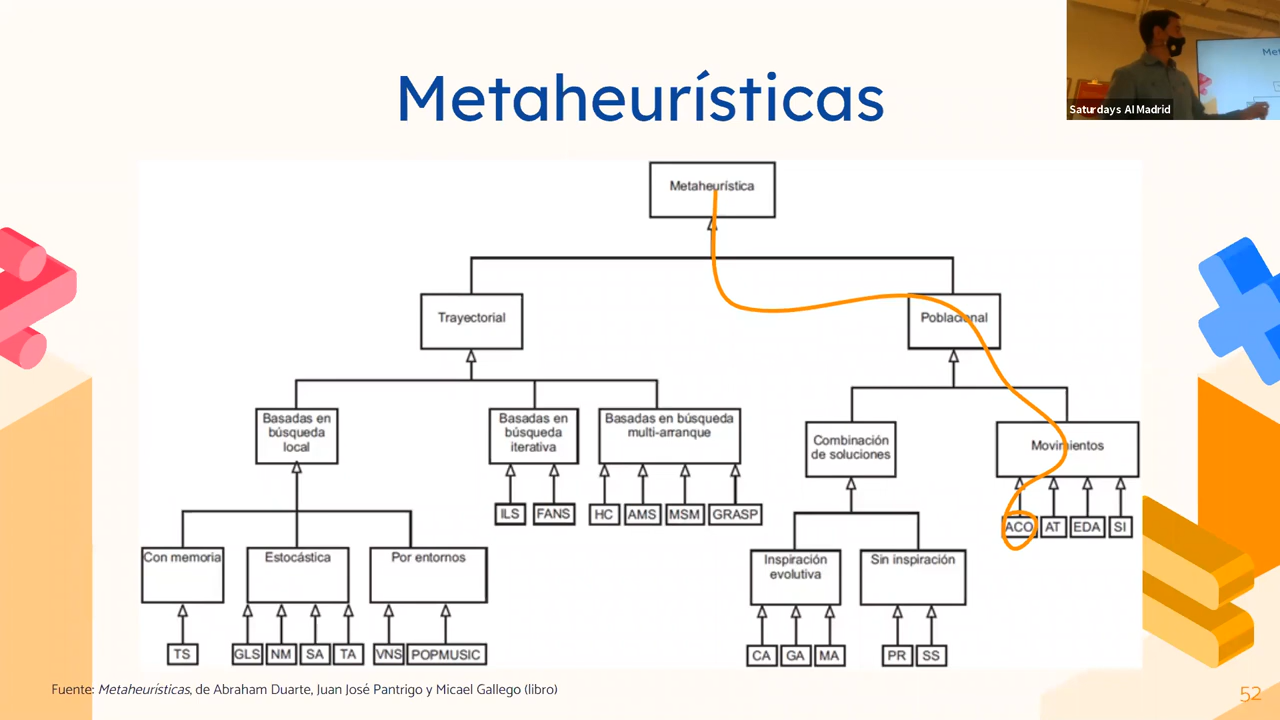 Metaheurísticas
Saturdays AI Madrid
Met
Metaheurística
Trayectorial
Poblacional
Basadas en
búsqueda
local
Basadas en
búsqueda
iterativa
Basadas en búsqueda
multi-arranque
Combinación
de soluciones
Movimientos
ILS
FANS
HC
AMS
MSM
GRASP
ACO
AT
EDA
SI
Con memoria
Estocástica
Por entornos
Inspiración
evolutiva
Sin inspiración
TS
GLS
NM
SA
TA
VNS
POPMUSIC
CA
GA
MA
PR
SS
Fuente: Metaheurísticas, de Abraham Duarte, Juan José Pantrigo y Micael Gallego (libro)
52